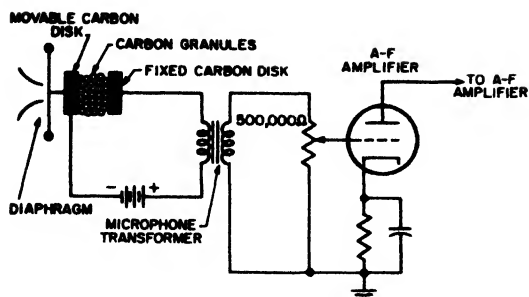 MOVABLE CARBON
DISK
CARBON GRANULES
FIXED CARBON DISK
A-F
AMPLIFIER
TO A-F
AMPLIFIER
500,000Ω
- +
DIAPHRAGM
MICROPHONE
TRANSFORMER